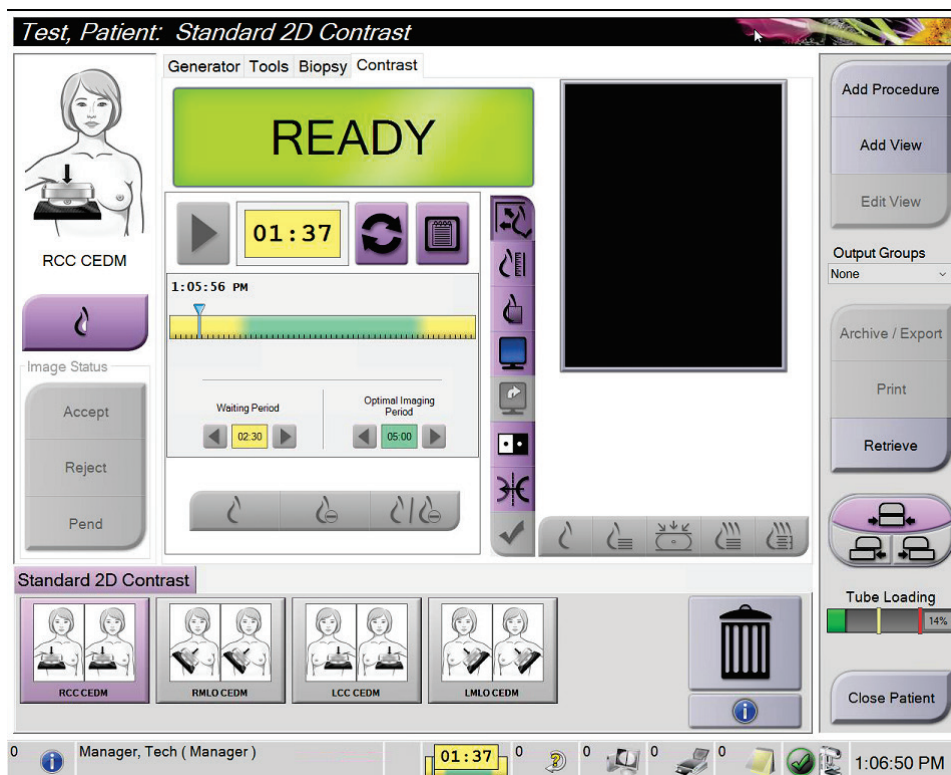 Test, Patient: Standard 2D Contrast
Generator Tools Biopsy Contrast
READY
RCC CEDM
01:37
1:05:56 PM
Waiting Period
Optimal Imaging
Period
02:30
05:00
Image Status
Accept
Reject
Pend
Add Procedure
Add View
Edit View
Output Groups
None
Archive / Export
Print
Retrieve
Tube Loading
14%
Close Patient
Standard 2D Contrast
RCC CEDM
RMLO CEDM
LCC CEDM
LMLO CEDM
0 Manager, Tech ( Manager ) 01:37 0 0 0 0 1:06:50 PM